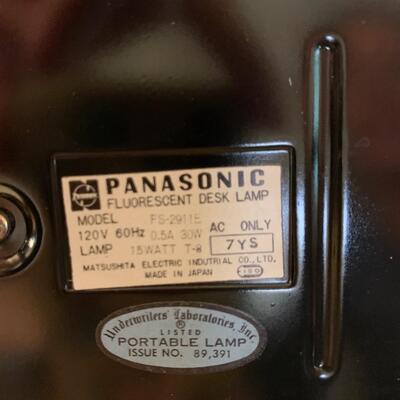 PANASONIC
FLUORESCENT DESK LAMP
MODEL FS-2911E
120V 60Hz 0.5A 30W AC ONLY
LAMP 15WATT T-8 7YS
MATSUSHITA ELECTRIC INDUTRIAL CO., LTD.
MADE IN JAPAN
Underwriters' Laboratories, Inc.
®
LISTED
PORTABLE LAMP
ISSUE NO. 89,391